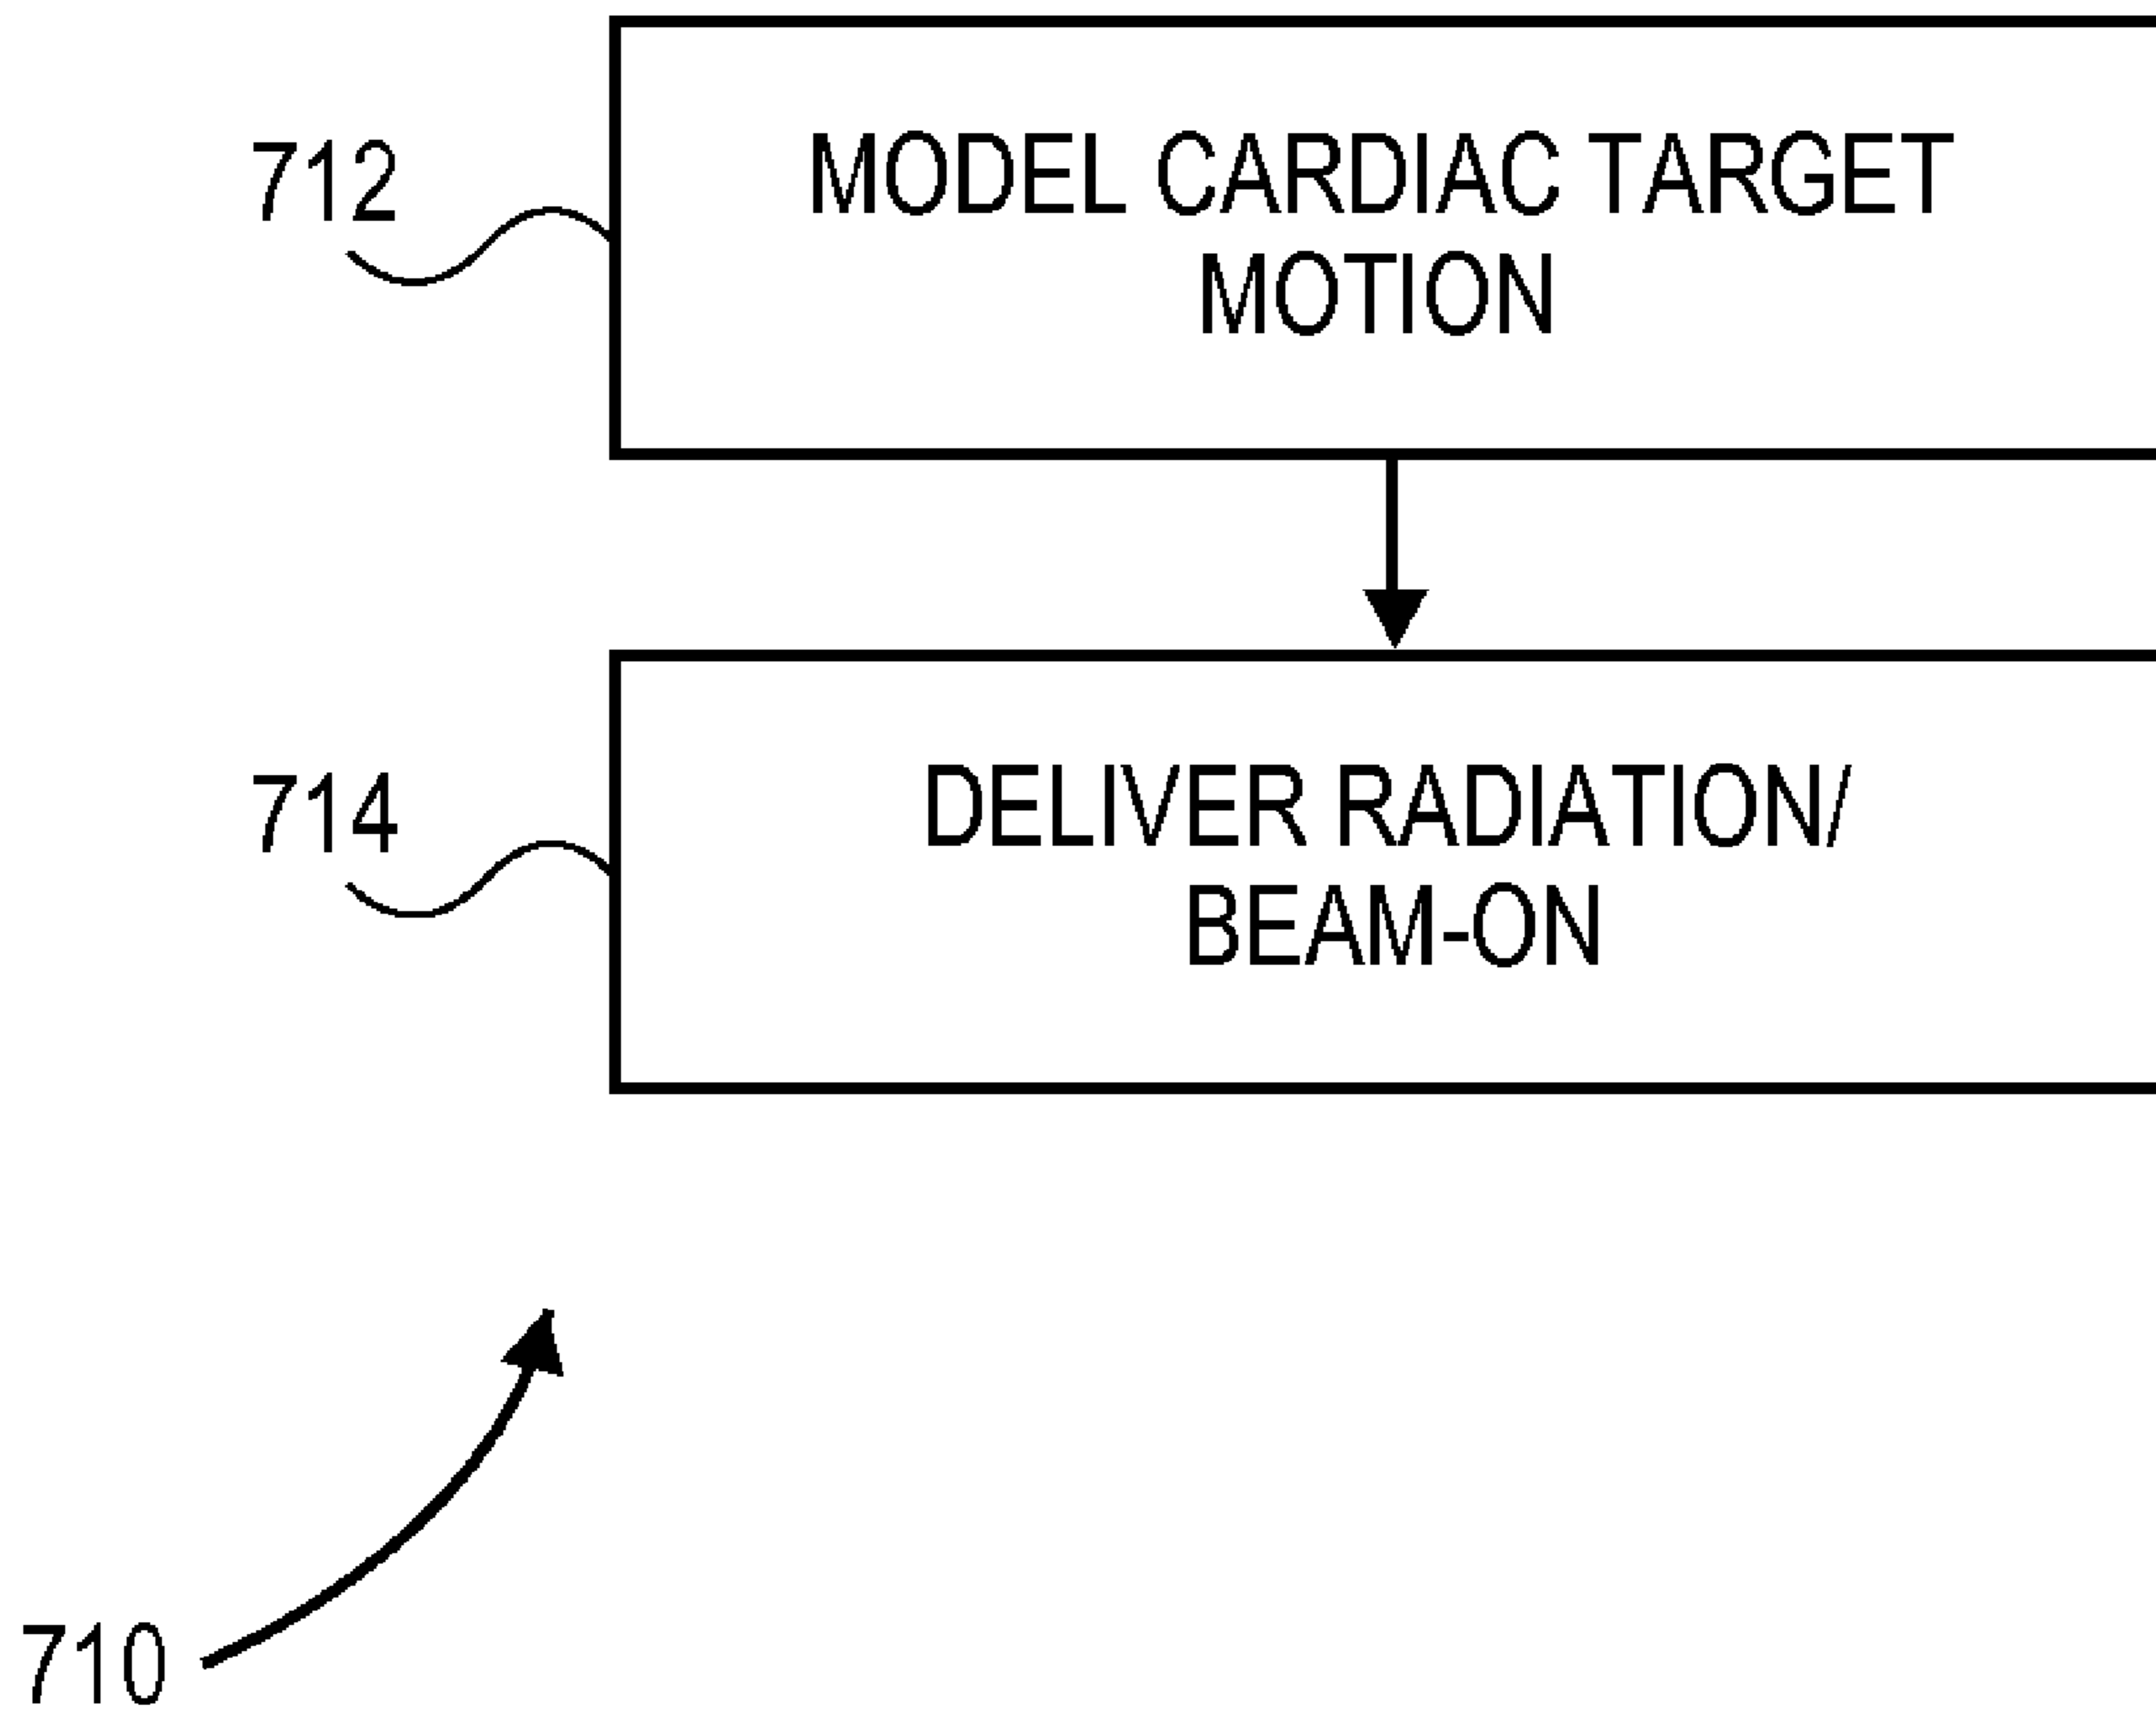 712
MODEL CARDIAC TARGET
MOTION
714
DELIVER RADIATION/
BEAM-ON
710